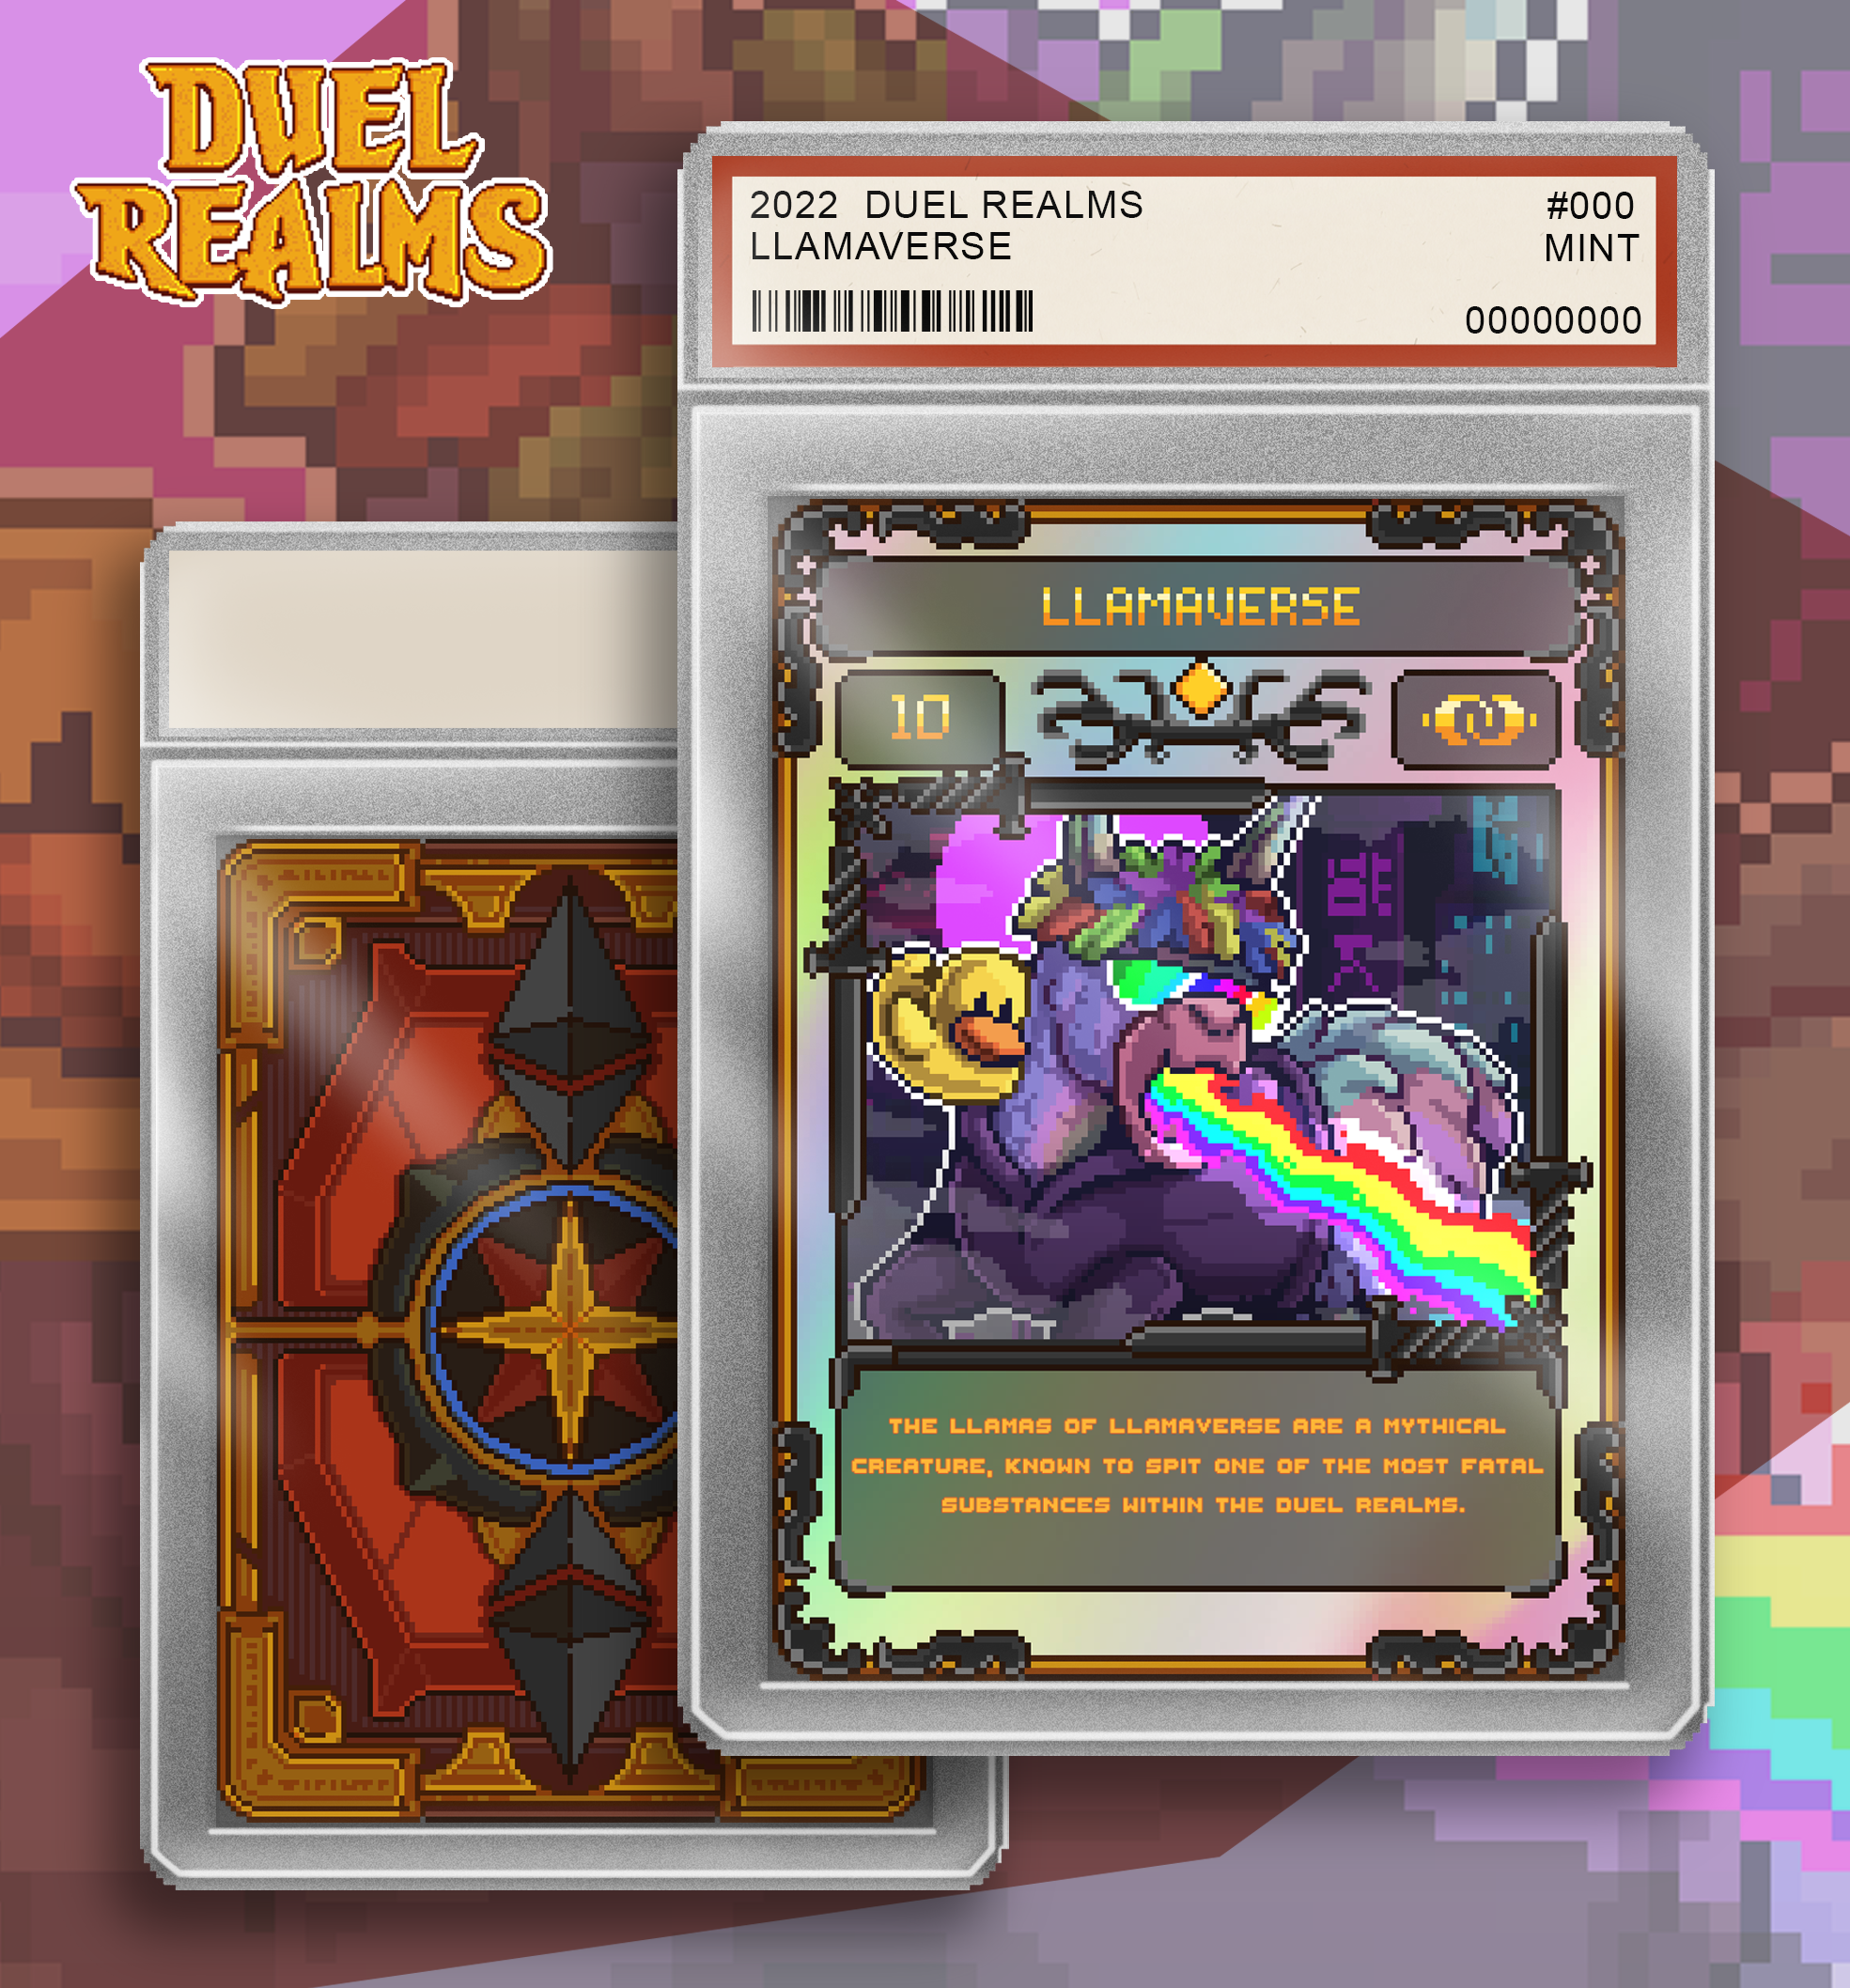 DUEL
REALMS
2022 DUEL REALMS
LLAMAVERSE
#000
MINT
00000000
LLAMAVERSE
10
THE LLAMAS OF LLAMAVERSE ARE A MYTHICAL
CREATURE, KNOWN TO SPIT ONE OF THE MOST FATAL
SUBSTANCES WITHIN THE DUEL REALMS.